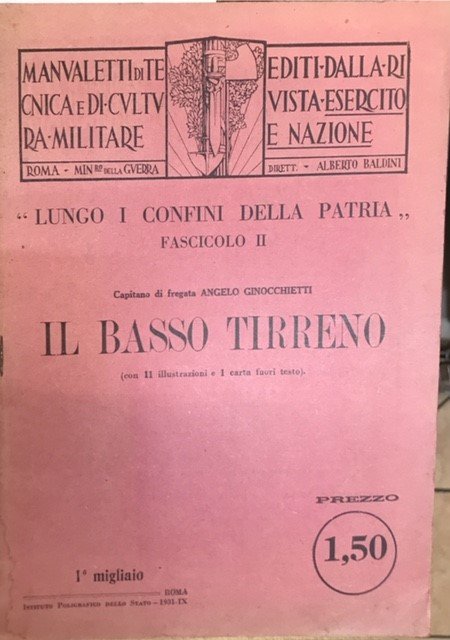 MANVALETTI DI TE
CNICA E DI CVLTV
RA MILITARE
ROMA - MIN.RO DELLA GVERRA
EDITI·DALLA·RI
VISTA·ESERCITO
E NAZIONE
DIRETT. - ALBERTO BALDINI
“ LUNGO I CONFINI DELLA PATRIA „
FASCICOLO II
Capitano di fregata ANGELO GINOCCHIETTI
IL BASSO TIRRENO
(con 11 illustrazioni e 1 carta fuori testo).
PREZZO
1,50
1° migliaio
ROMA
ISTITUTO POLIGRAFICO DELLO STATO - 1931-IX